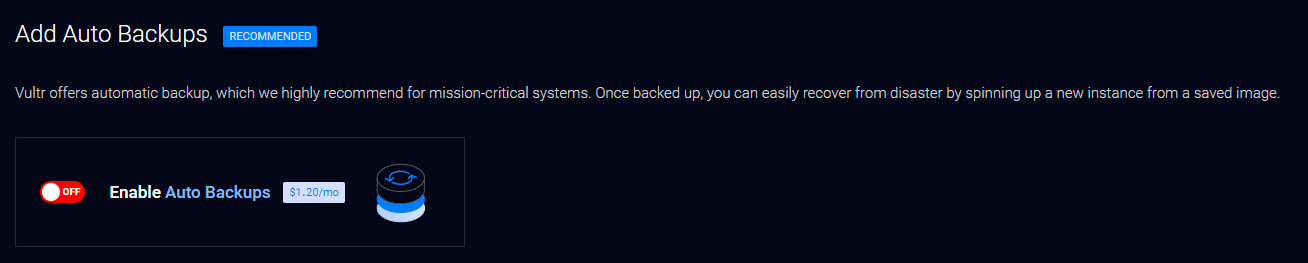 Add Auto Backups RECOMMENDED
Vultr offers automatic backup, which we highly recommend for mission-critical systems. Once backed up, you can easily recover from disaster by spinning up a new instance from a saved image.
OFF Enable Auto Backups $1.20/mo